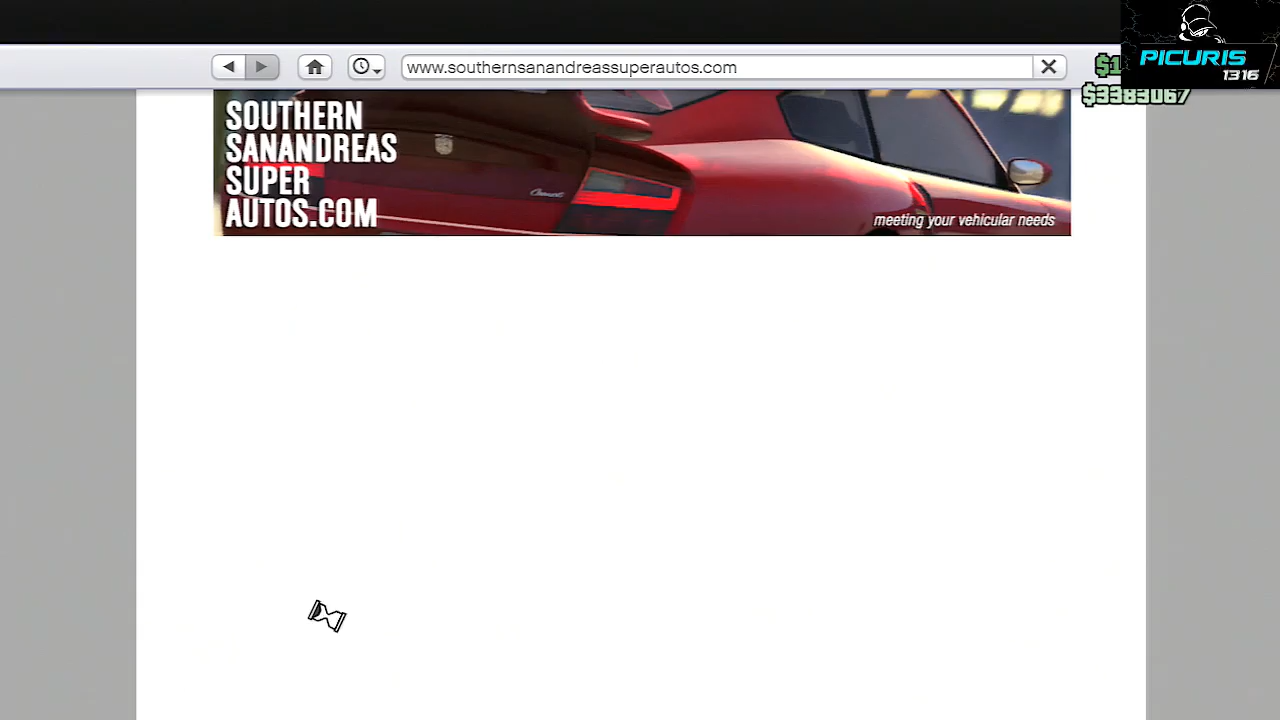 www.southernsanandreassuperautos.com
PICURIS
1316
$3383067
SOUTHERN
SANANDREAS
SUPER
AUTOS.COM
meeting your vehicular needs